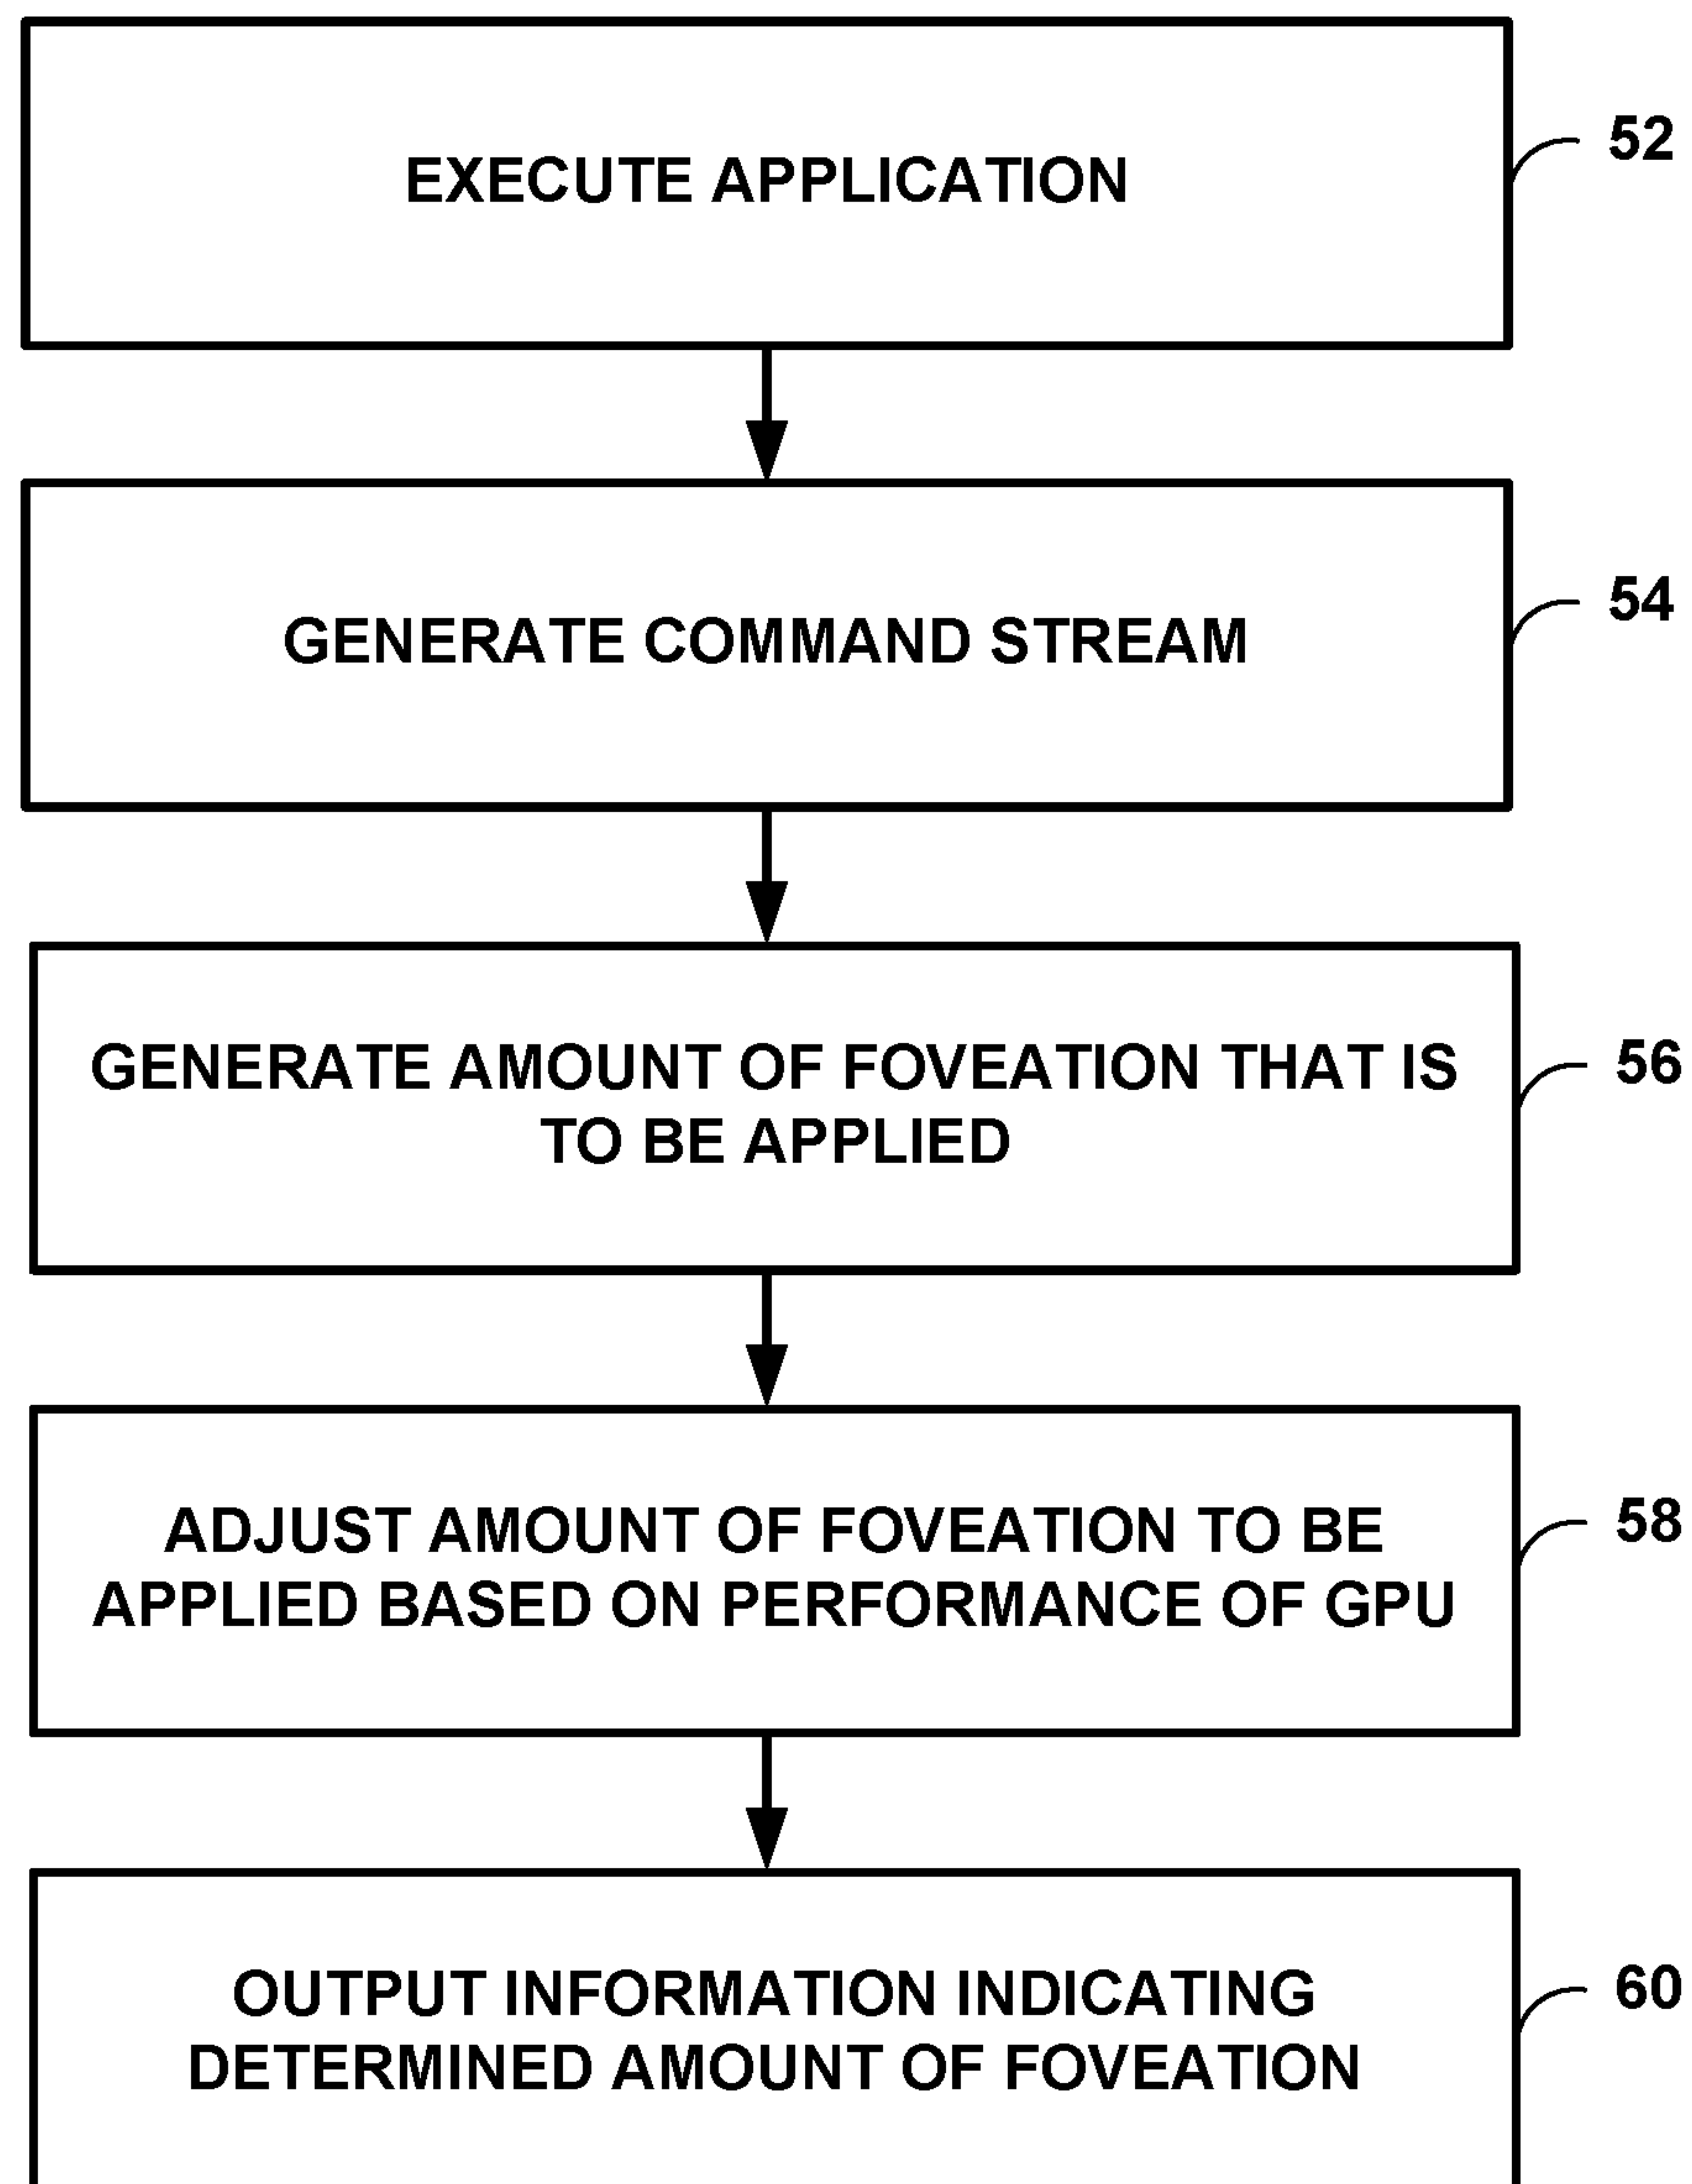 EXECUTE APPLICATION
52
GENERATE COMMAND STREAM
54
GENERATE AMOUNT OF FOVEATION THAT IS
TO BE APPLIED
56
ADJUST AMOUNT OF FOVEATION TO BE
APPLIED BASED ON PERFORMANCE OF GPU
58
OUTPUT INFORMATION INDICATING
DETERMINED AMOUNT OF FOVEATION
60